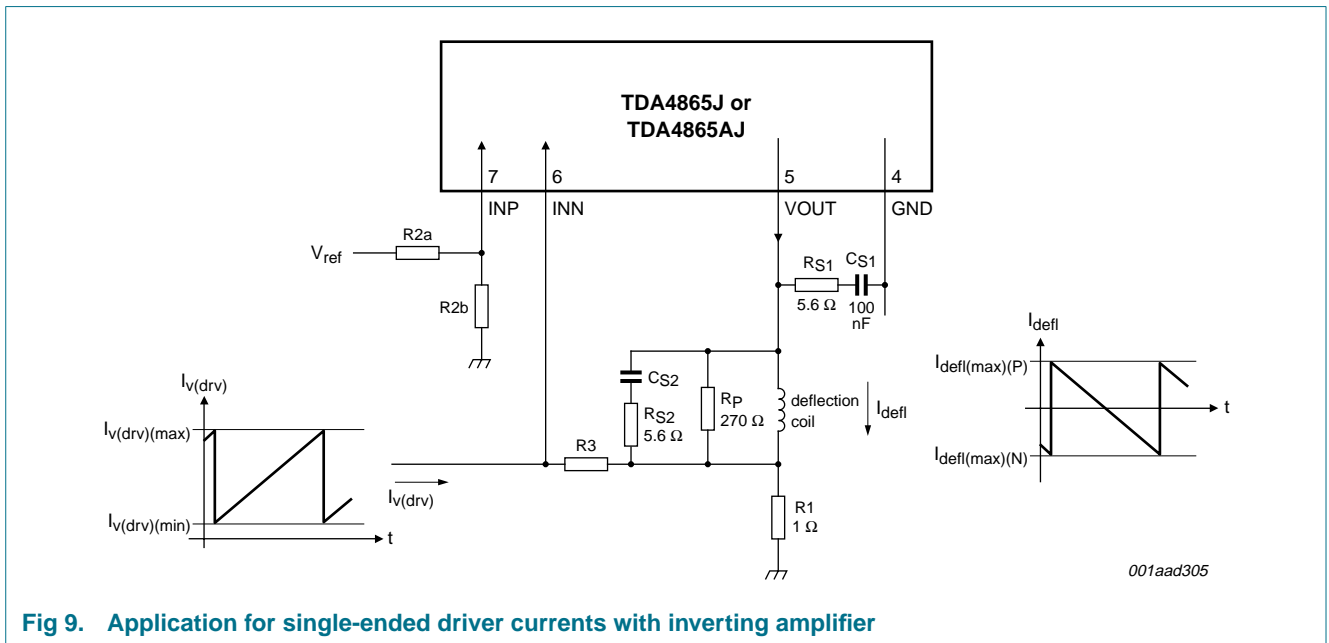 TDA4865J or
TDA4865AJ
7
6
5
4
INP
INN
VOUT
GND
R2a
Vref
R2b
RS1
CS1
5.6 Ω
100
nF
Idefl
Idefl(max)(P)
t
Idefl(max)(N)
Iv(drv)
Iv(drv)(max)
Iv(drv)(min)
t
CS2
RS2
5.6 Ω
RP
270 Ω
deflection
coil
Idefl
R3
Iv(drv)
R1
1 Ω
001aad305
Fig 9. Application for single-ended driver currents with inverting amplifier